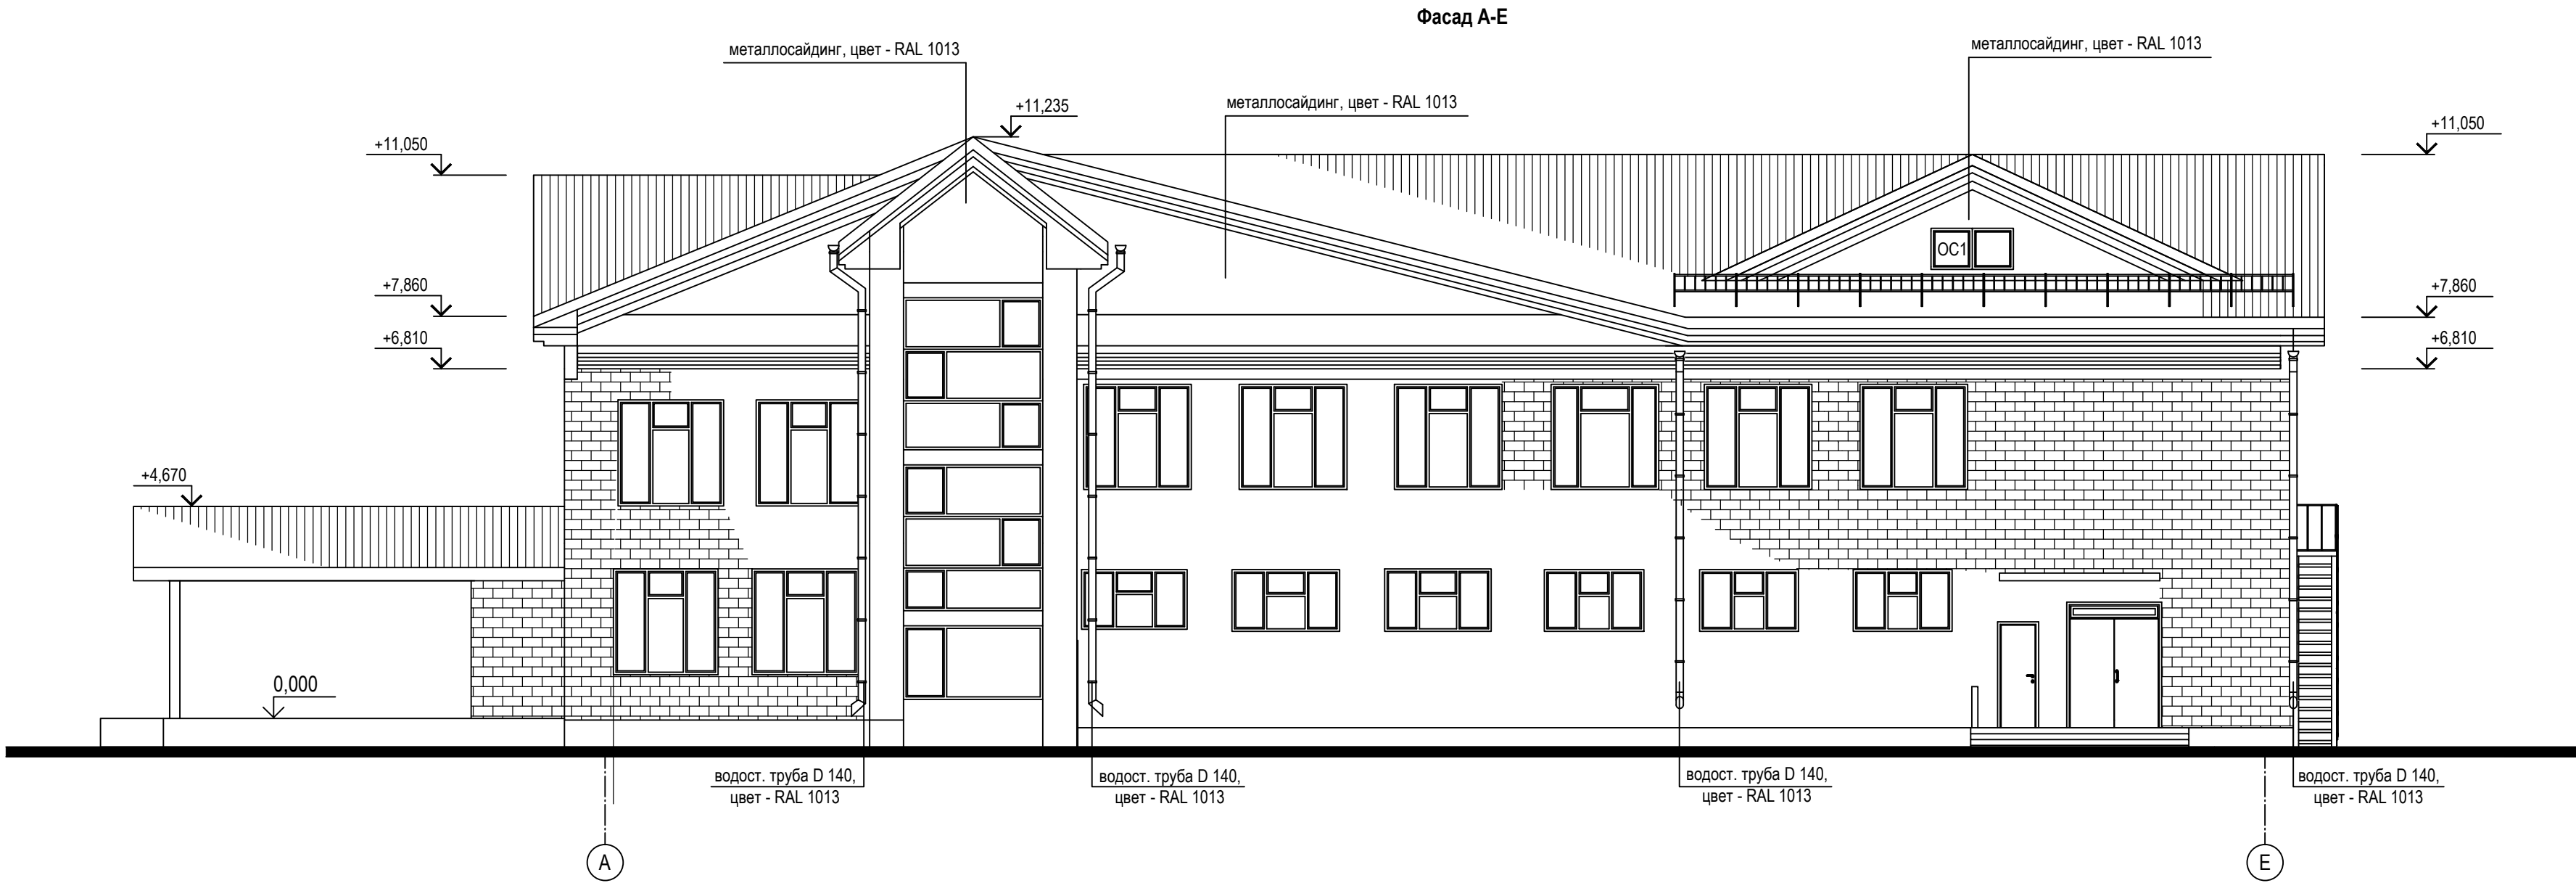 Фасад А-Е
металлосайдинг, цвет - RAL 1013
металлосайдинг, цвет - RAL 1013
металлосайдинг, цвет - RAL 1013
+11,235
+11,050
+11,050
ОС1
+7,860
+7,860
+6,810
+6,810
+4,670
0,000
водост. труба D 140,
цвет - RAL 1013
водост. труба D 140,
цвет - RAL 1013
водост. труба D 140,
цвет - RAL 1013
водост. труба D 140,
цвет - RAL 1013
А
Е